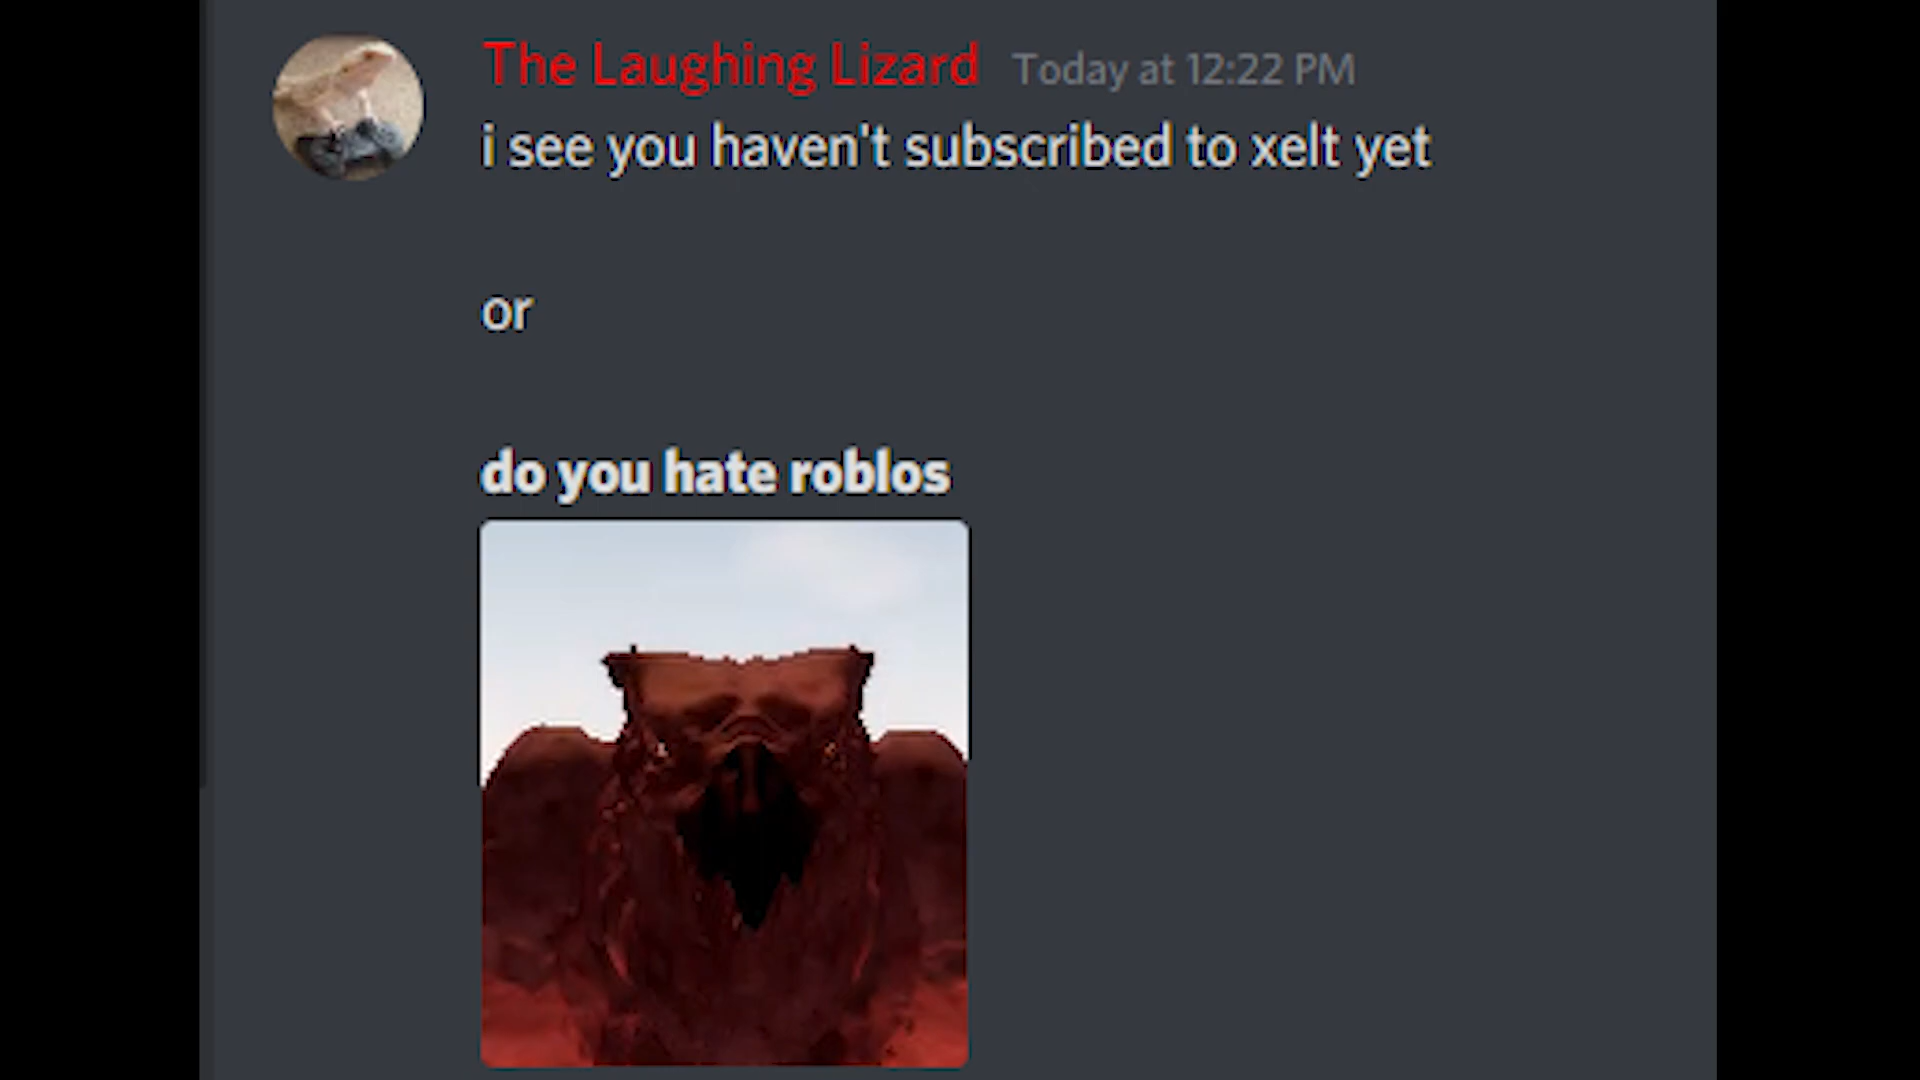 The Laughing Lizard Today at 12:22 PM
i see you haven't subscribed to xelt yet
or
do you hate roblos